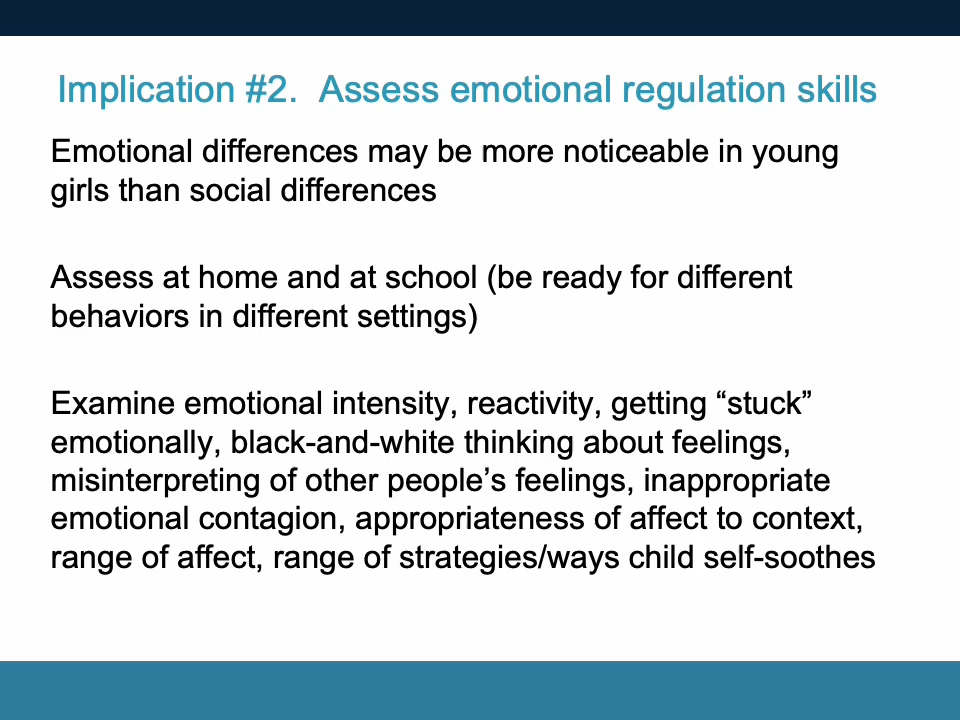 Implication #2.  Assess emotional regulation skills
Emotional differences may be more noticeable in young
girls than social differences
Assess at home and at school (be ready for different
behaviors in different settings)
Examine emotional intensity, reactivity, getting “stuck”
emotionally, black-and-white thinking about feelings,
misinterpreting of other people’s feelings, inappropriate
emotional contagion, appropriateness of affect to context,
range of affect, range of strategies/ways child self-soothes